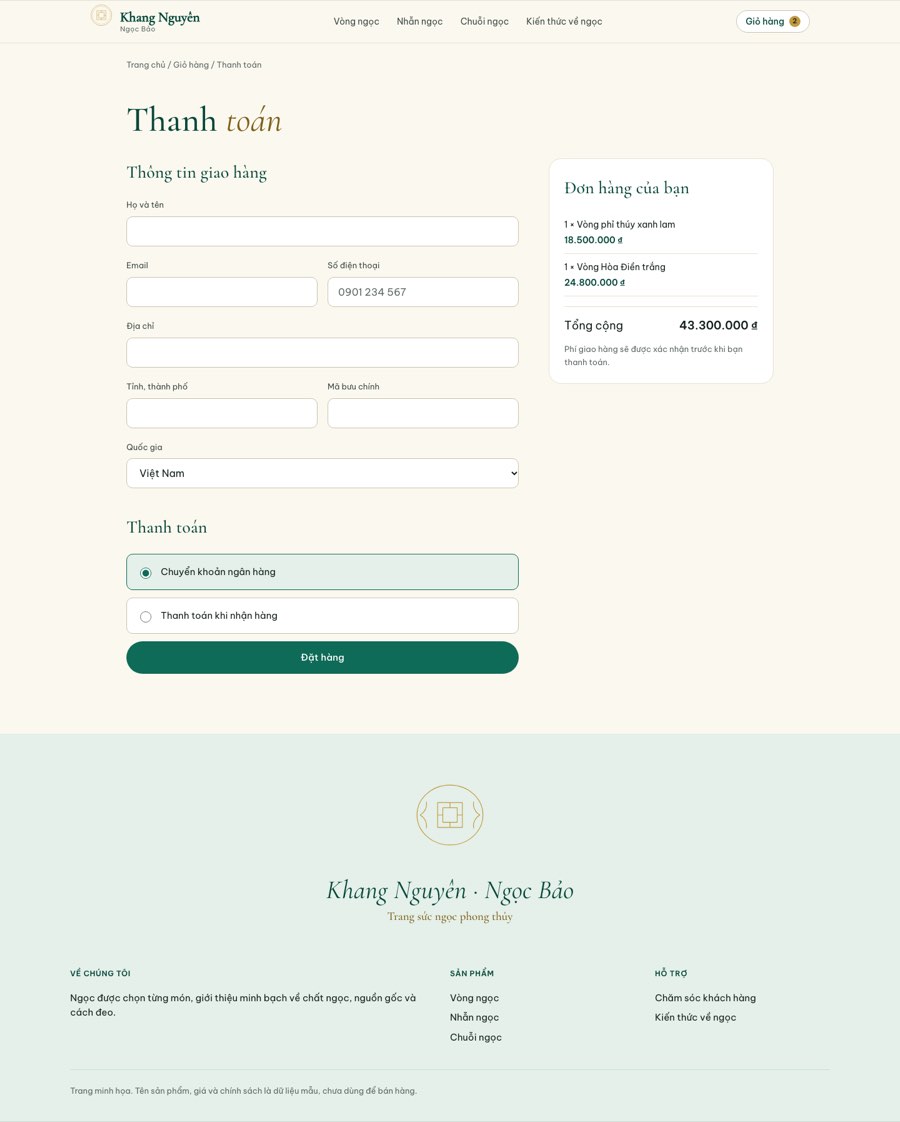 Khang Nguyên
Ngọc Bảo
Vòng ngọc
Nhẫn ngọc
Chuỗi ngọc
Kiến thức về ngọc
Giỏ hàng 2
Trang chủ / Giỏ hàng / Thanh toán
Thanh toán
Thông tin giao hàng
Họ và tên
Email
Số điện thoại
0901 234 567
Địa chỉ
Tỉnh, thành phố
Mã bưu chính
Quốc gia
Việt Nam
Thanh toán
Chuyển khoản ngân hàng
Thanh toán khi nhận hàng
Đặt hàng
Đơn hàng của bạn
1 × Vòng phỉ thúy xanh lam
18.500.000 ₫
1 × Vòng Hòa Điền trắng
24.800.000 ₫
Tổng cộng 43.300.000 ₫
Phí giao hàng sẽ được xác nhận trước khi bạn
thanh toán.
Khang Nguyên · Ngọc Bảo
Trang sức ngọc phong thủy
VỀ CHÚNG TÔI
Ngọc được chọn từng món, giới thiệu minh bạch về chất ngọc, nguồn gốc và
cách đeo.
SẢN PHẨM
Vòng ngọc
Nhẫn ngọc
Chuỗi ngọc
HỖ TRỢ
Chăm sóc khách hàng
Kiến thức về ngọc
Trang minh họa. Tên sản phẩm, giá và chính sách là dữ liệu mẫu, chưa dùng để bán hàng.